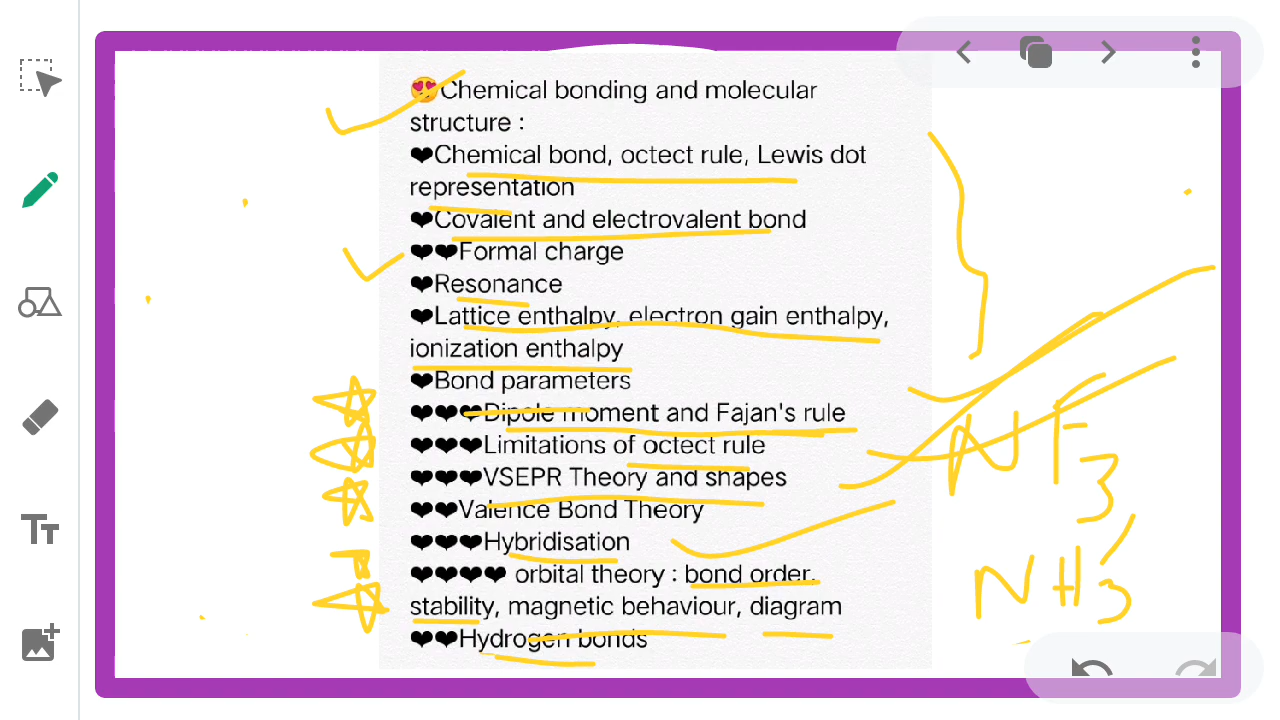 😍Chemical bonding and molecular
structure :
❤Chemical bond, octect rule, Lewis dot
representation
❤Covalent and electrovalent bond
❤❤Formal charge
❤Resonance
❤Lattice enthalpy, electron gain enthalpy,
ionization enthalpy
❤Bond parameters
❤❤❤Dipole moment and Fajan's rule
❤❤❤Limitations of octect rule
❤❤❤VSEPR Theory and shapes
❤❤Valence Bond Theory
❤❤❤Hybridisation
❤❤❤❤ orbital theory : bond order,
stability, magnetic behaviour, diagram
❤❤Hydrogen bonds
NF3
NH3
Tт